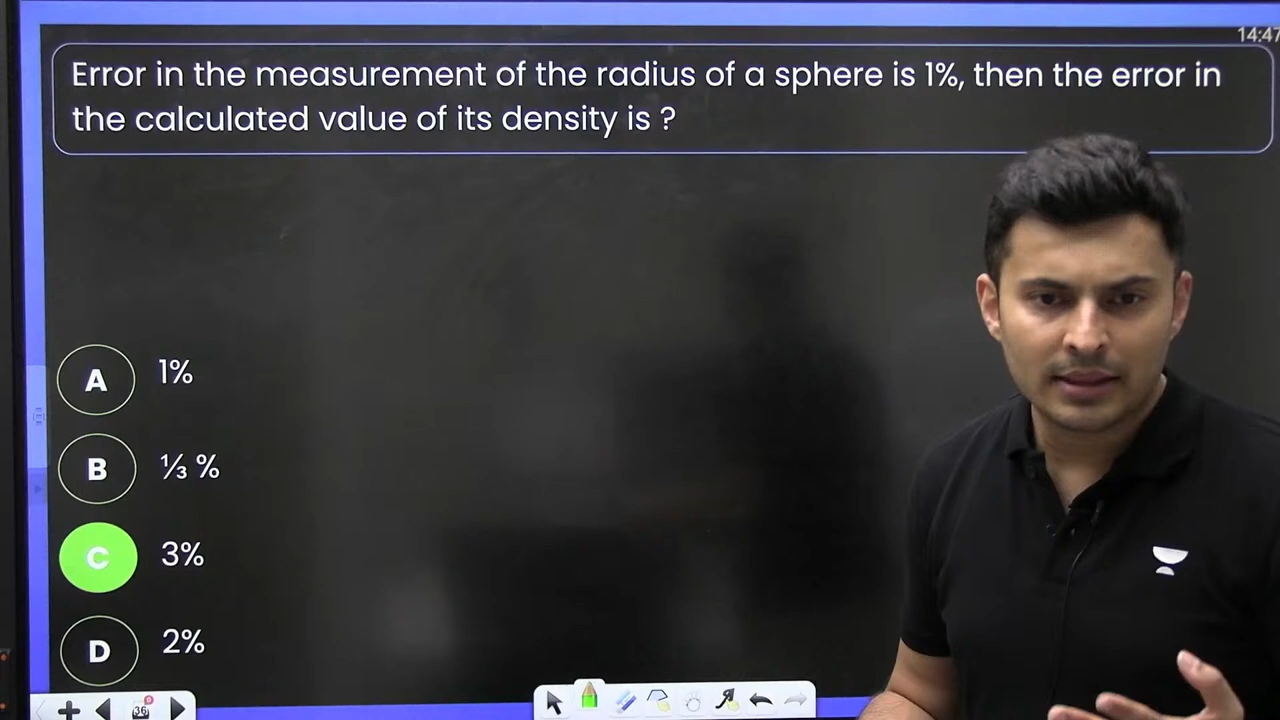 14:47
Error in the measurement of the radius of a sphere is 1%, then the error in
the calculated value of its density is ?
A 1%
B ⅓ %
C 3%
D 2%
36